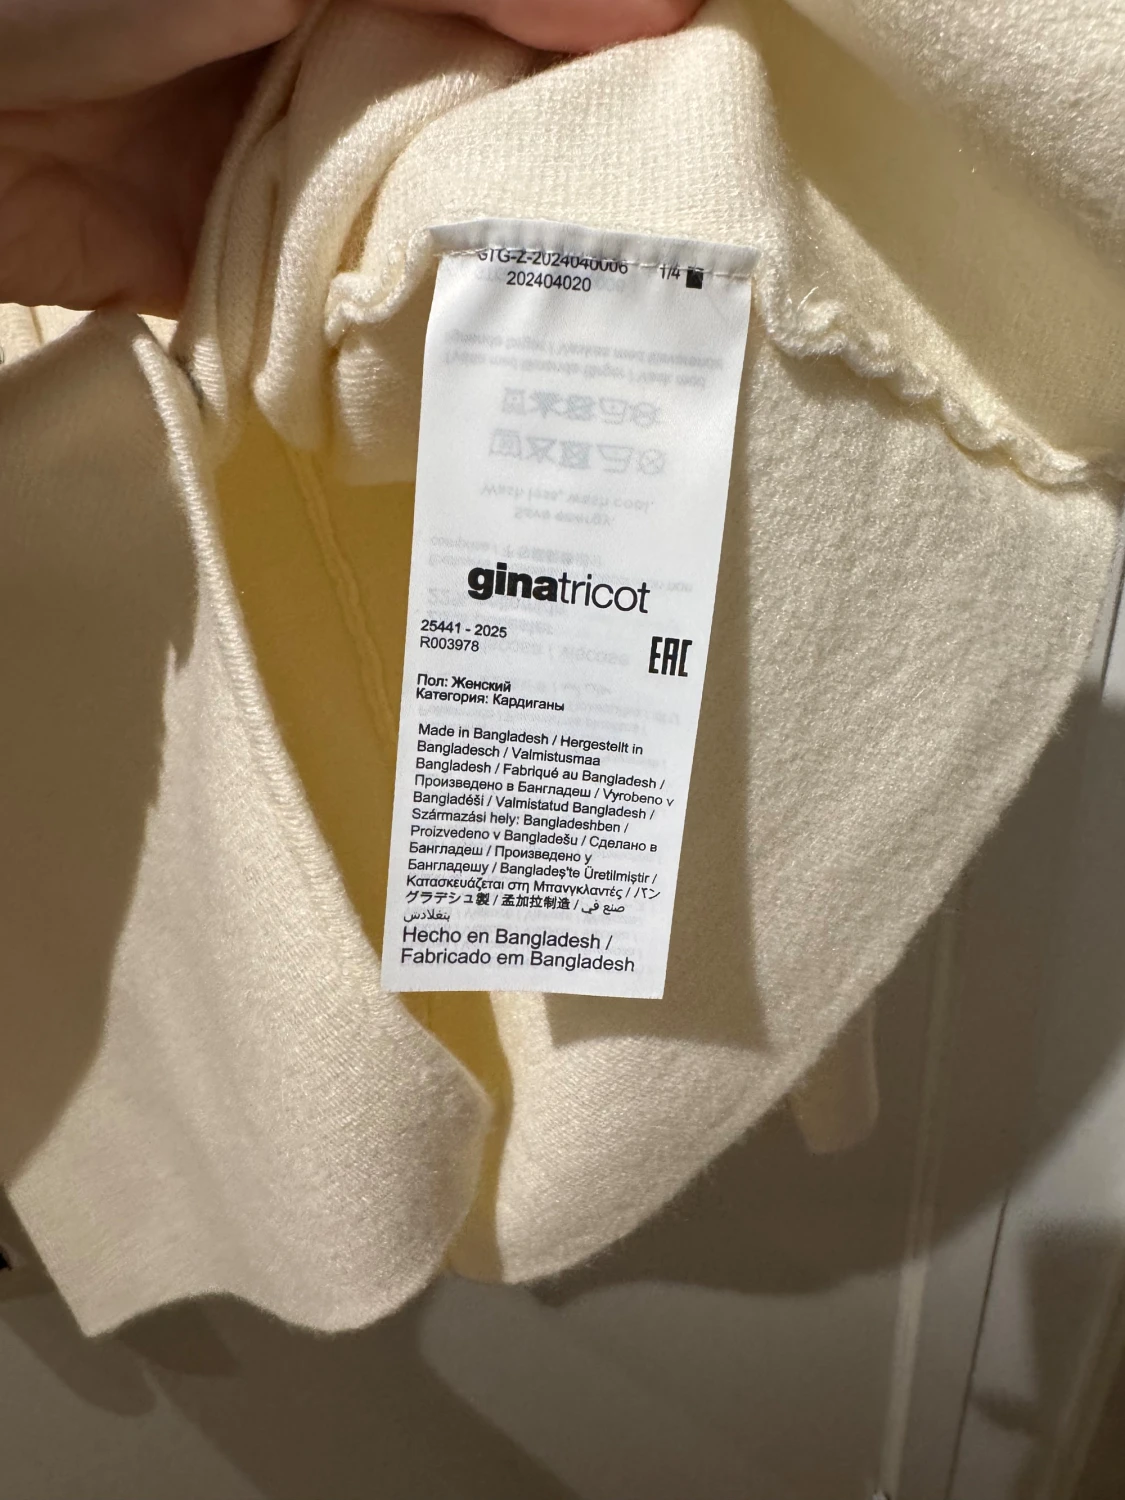 GTG-Z-2024040006 1/4
202404020
ginatricot
25441 - 2025
R003978
EAC
Пол: Женский
Категория: Кардиганы
Made in Bangladesh / Hergestellt in
Bangladesch / Valmistusmaa
Bangladesh / Fabriqué au Bangladesh /
Произведено в Бангладеш / Vyrobeno v
Bangladéši / Valmistatud Bangladesh /
Származási hely: Bangladeshben /
Proizvedeno v Bangladešu / Сделано в
Бангладеш / Произведено у
Бангладешу / Bangladeş'te Üretilmiştir /
Κατασκευάζεται στη Μπανγκλαντές / バン
グラデシュ製 / 孟加拉制造 / صنع في
بنغلادش
Hecho en Bangladesh /
Fabricado em Bangladesh